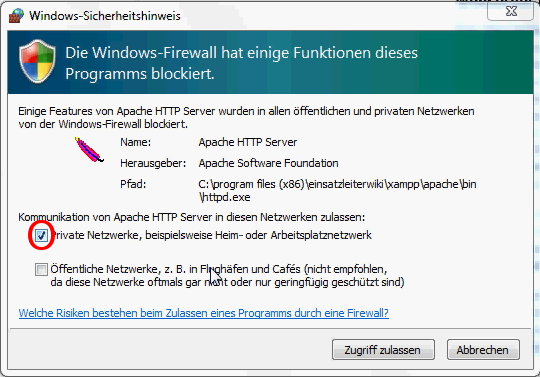 Windows-Sicherheitshinweis
Die Windows-Firewall hat einige Funktionen dieses
Programms blockiert.
Einige Features von Apache HTTP Server wurden in allen öffentlichen und privaten Netzwerken
von der Windows-Firewall blockiert.
Name: Apache HTTP Server
Herausgeber: Apache Software Foundation
Pfad: C:\program files (x86)\einsatzleiterwiki\xampp\apache\bin
\httpd.exe
Kommunikation von Apache HTTP Server in diesen Netzwerken zulassen:
Private Netzwerke, beispielsweise Heim- oder Arbeitsplatznetzwerk
Öffentliche Netzwerke, z. B. in Flughäfen und Cafés (nicht empfohlen,
da diese Netzwerke oftmals gar nicht oder nur geringfügig geschützt sind)
Welche Risiken bestehen beim Zulassen eines Programms durch eine Firewall?
Zugriff zulassen Abbrechen